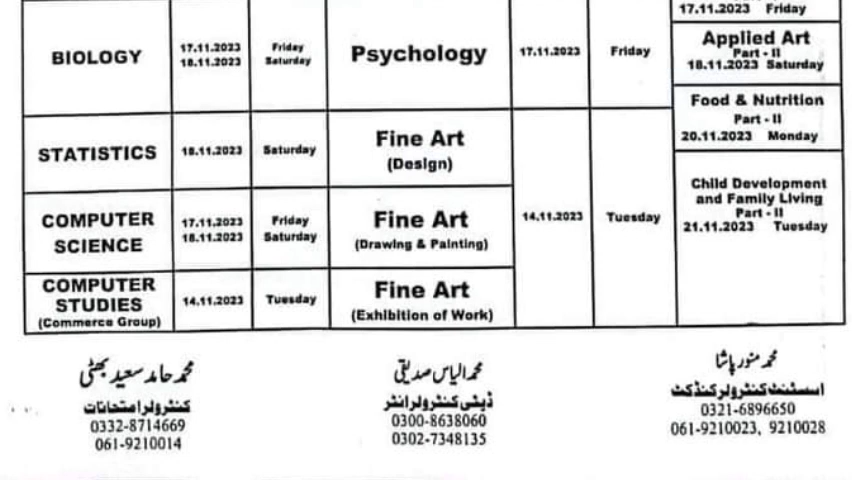 BIOLOGY
17.11.2023 Friday
18.11.2023 Saturday
Psychology
17.11.2023 Friday
17.11.2023 Friday
Applied Art
Part - II
18.11.2023 Saturday
Food & Nutrition
Part - II
20.11.2023 Monday
STATISTICS
18.11.2023 Saturday
Fine Art
(Design)
COMPUTER
SCIENCE
17.11.2023 Friday
18.11.2023 Saturday
Fine Art
(Drawing & Painting)
14.11.2023 Tuesday
Child Development
and Family Living
Part - II
21.11.2023 Tuesday
COMPUTER
STUDIES
(Commerce Group)
14.11.2023 Tuesday
Fine Art
(Exhibition of Work)
محمد حامد سعید بھٹی
کنٹرولر امتحانات
0332-8714669
061-9210014
محمد الیاس صدیقی
ڈپٹی کنٹرولر انٹر
0300-8638060
0302-7348135
محمد منور پاشا
اسسٹنٹ کنٹرولر کنڈکٹ
0321-6896650
061-9210023, 9210028